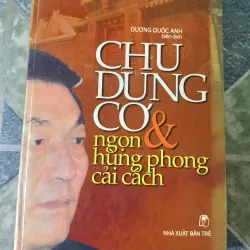 DƯƠNG QUỐC ANH
biên dịch
CHU
DUNG
CƠ &
ngọn
hùng phong
cải cách
NHÀ XUẤT BẢN TRẺ